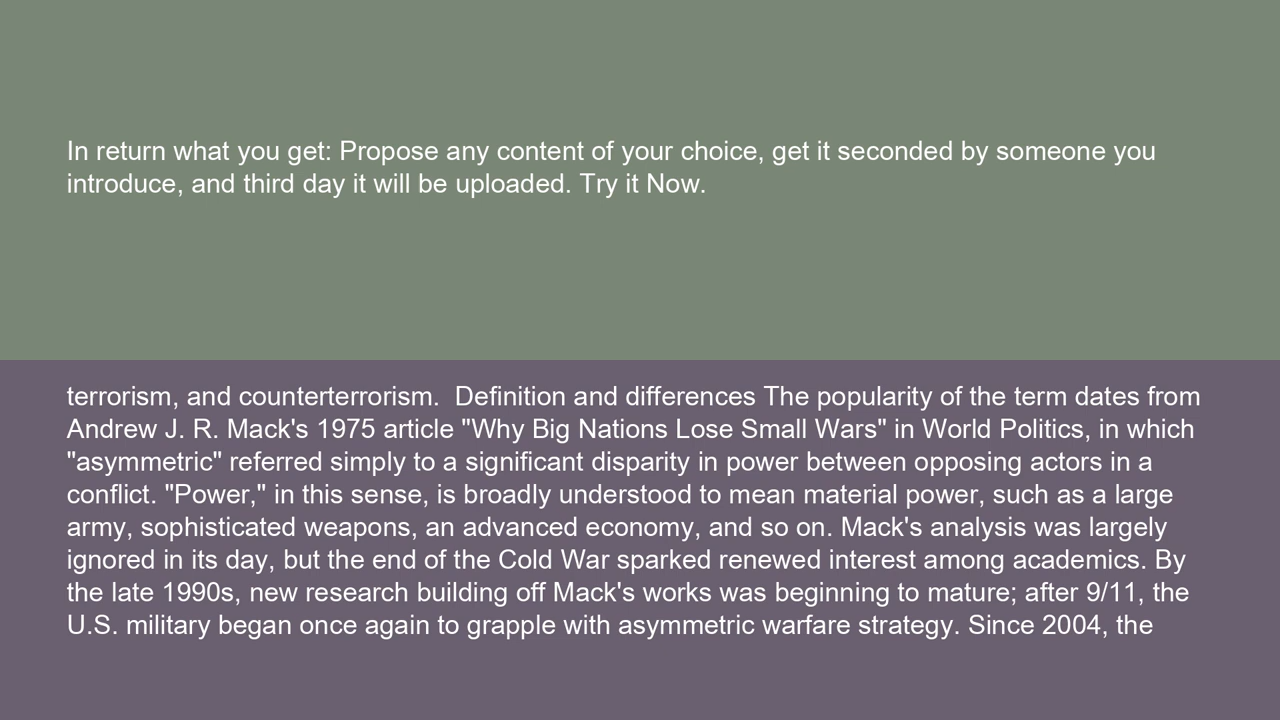 In return what you get: Propose any content of your choice, get it seconded by someone you
introduce, and third day it will be uploaded. Try it Now.
terrorism, and counterterrorism.  Definition and differences The popularity of the term dates from
Andrew J. R. Mack's 1975 article "Why Big Nations Lose Small Wars" in World Politics, in which
"asymmetric" referred simply to a significant disparity in power between opposing actors in a
conflict. "Power," in this sense, is broadly understood to mean material power, such as a large
army, sophisticated weapons, an advanced economy, and so on. Mack's analysis was largely
ignored in its day, but the end of the Cold War sparked renewed interest among academics. By
the late 1990s, new research building off Mack's works was beginning to mature; after 9/11, the
U.S. military began once again to grapple with asymmetric warfare strategy. Since 2004, the